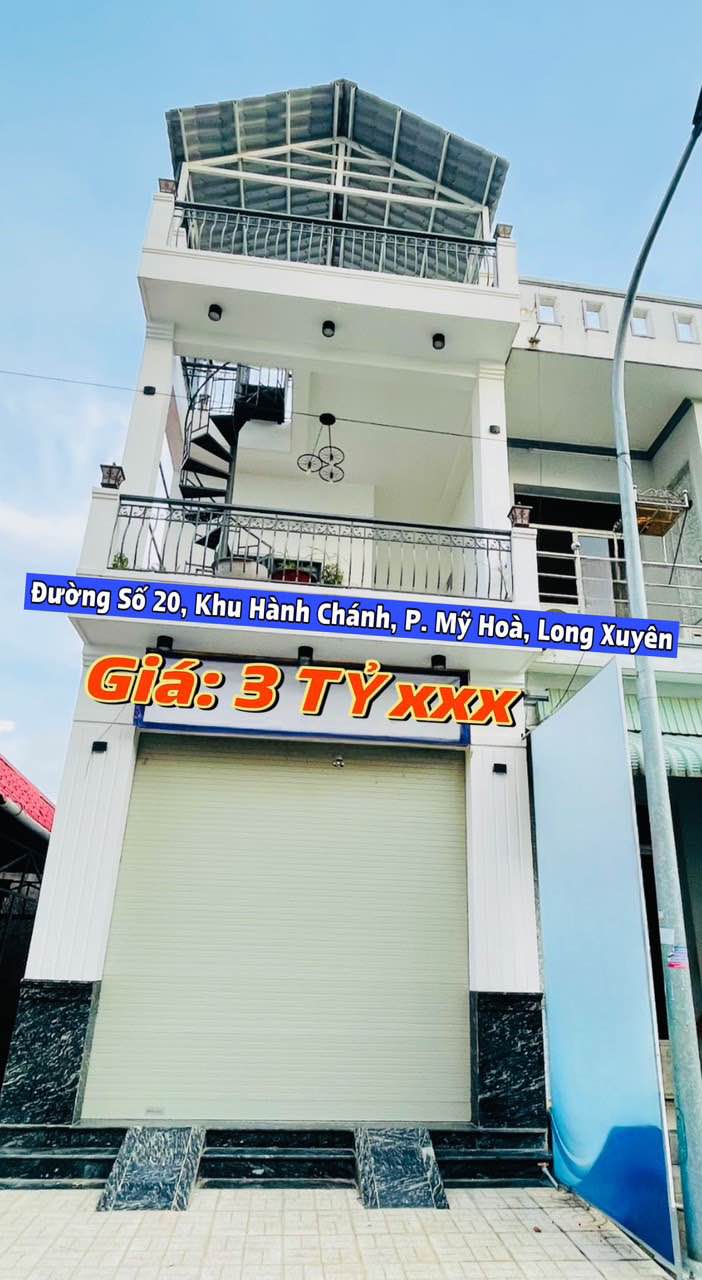 Đường Số 20, Khu Hành Chánh, P. Mỹ Hoà, Long Xuyên
Giá: 3 TỶ xxx